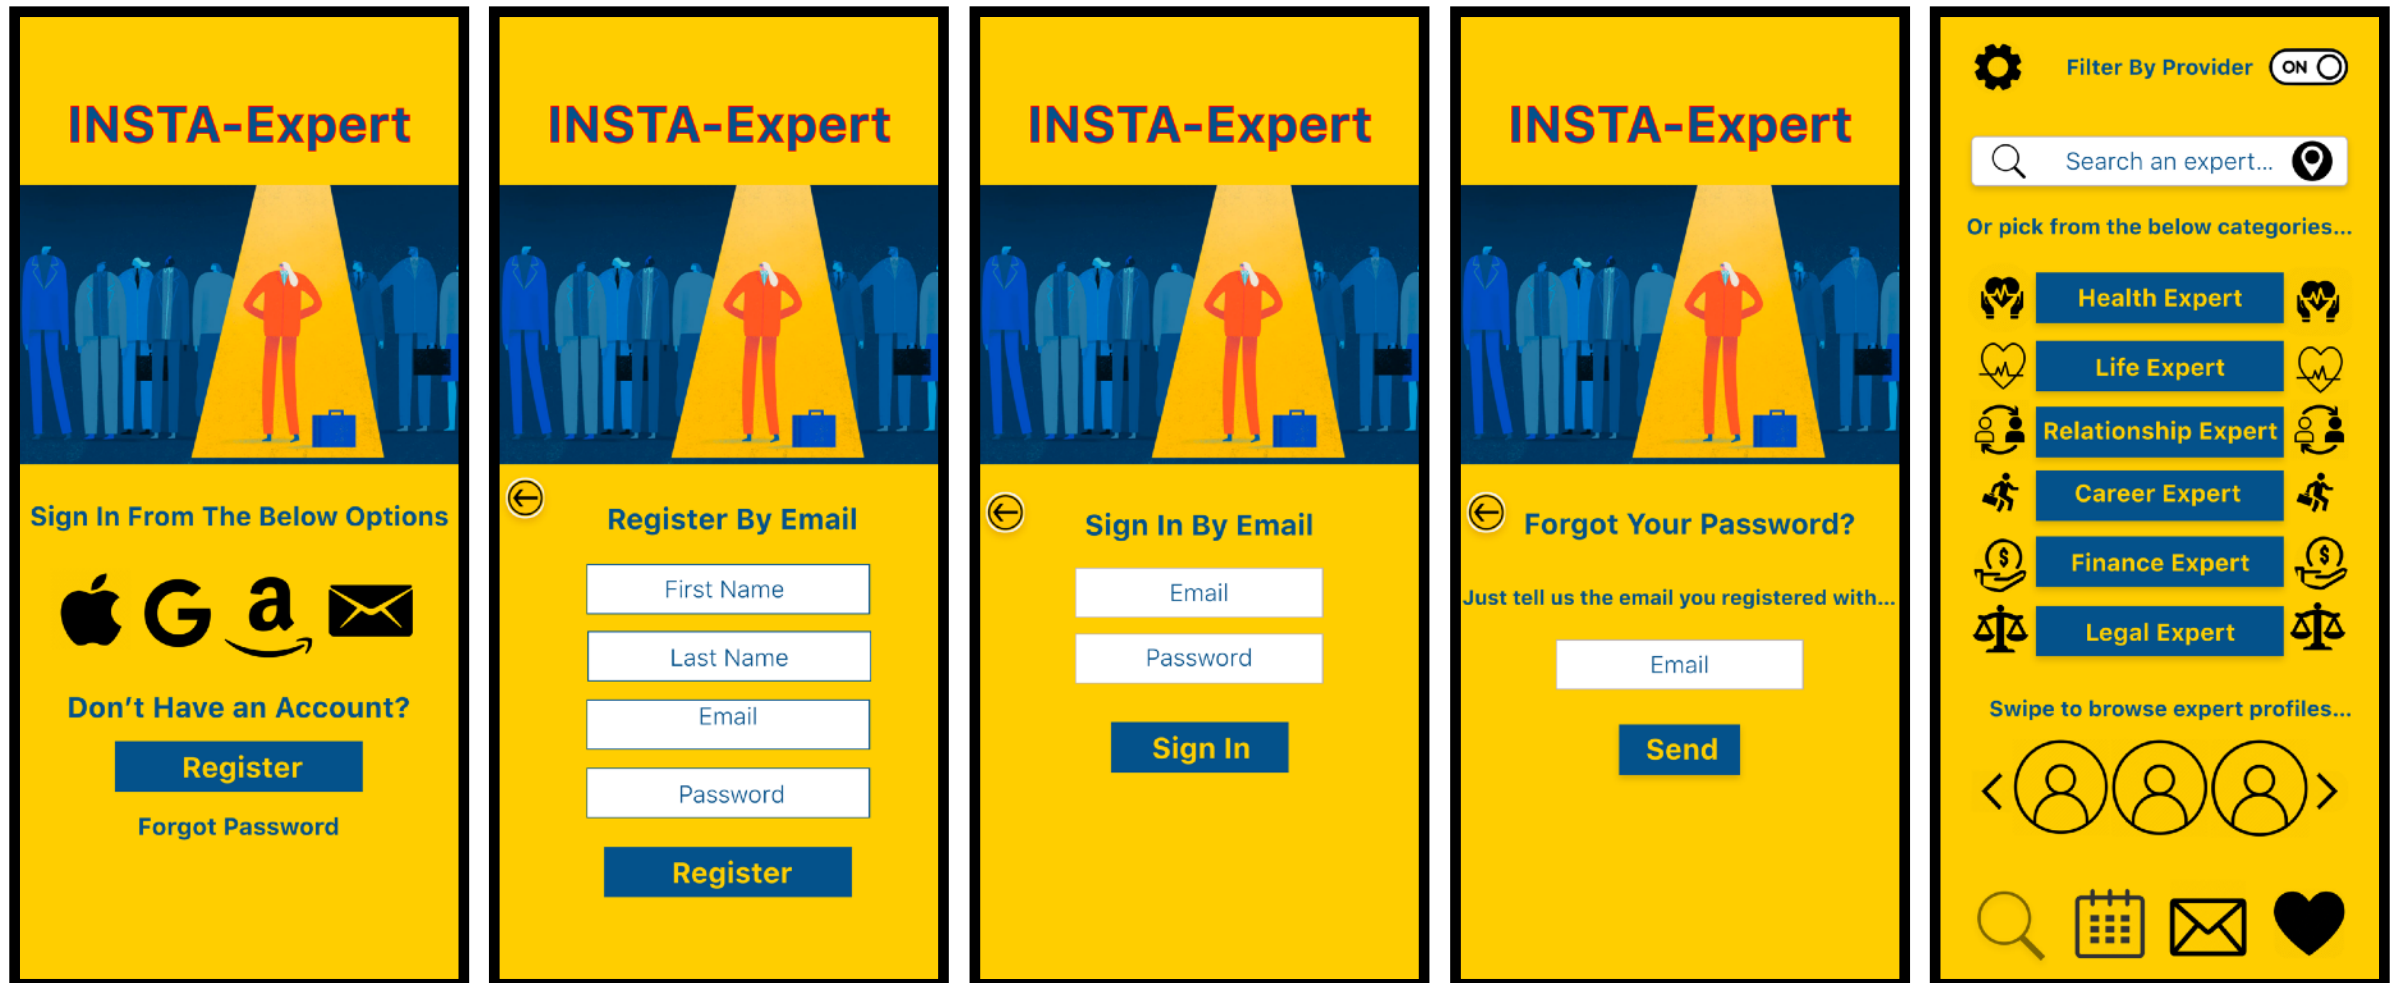 INSTA-Expert
Sign In From The Below Options
Don't Have an Account?
Register
Forgot Password
INSTA-Expert
Register By Email
First Name
Last Name
Email
Password
Register
INSTA-Expert
Sign In By Email
Email
Password
Sign In
INSTA-Expert
Forgot Your Password?
Just tell us the email you registered with...
Email
Send
Filter By Provider ON
Search an expert...
Or pick from the below categories...
Health Expert
Life Expert
Relationship Expert
Career Expert
Finance Expert
Legal Expert
Swipe to browse expert profiles...